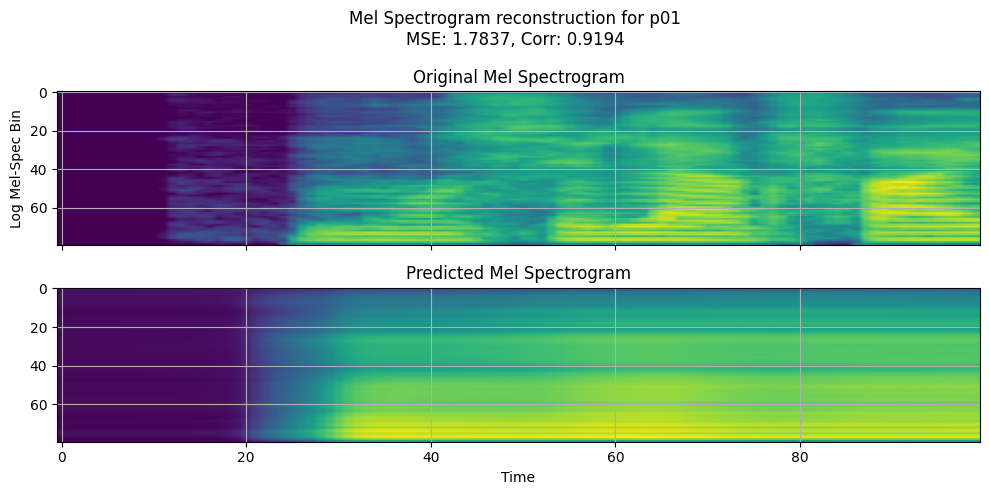 Mel Spectrogram reconstruction for p01
MSE: 1.7837, Corr: 0.9194
Original Mel Spectrogram
Log Mel-Spec Bin
0
20
40
60
Predicted Mel Spectrogram
0
20
40
60
0 20 40 60 80
Time